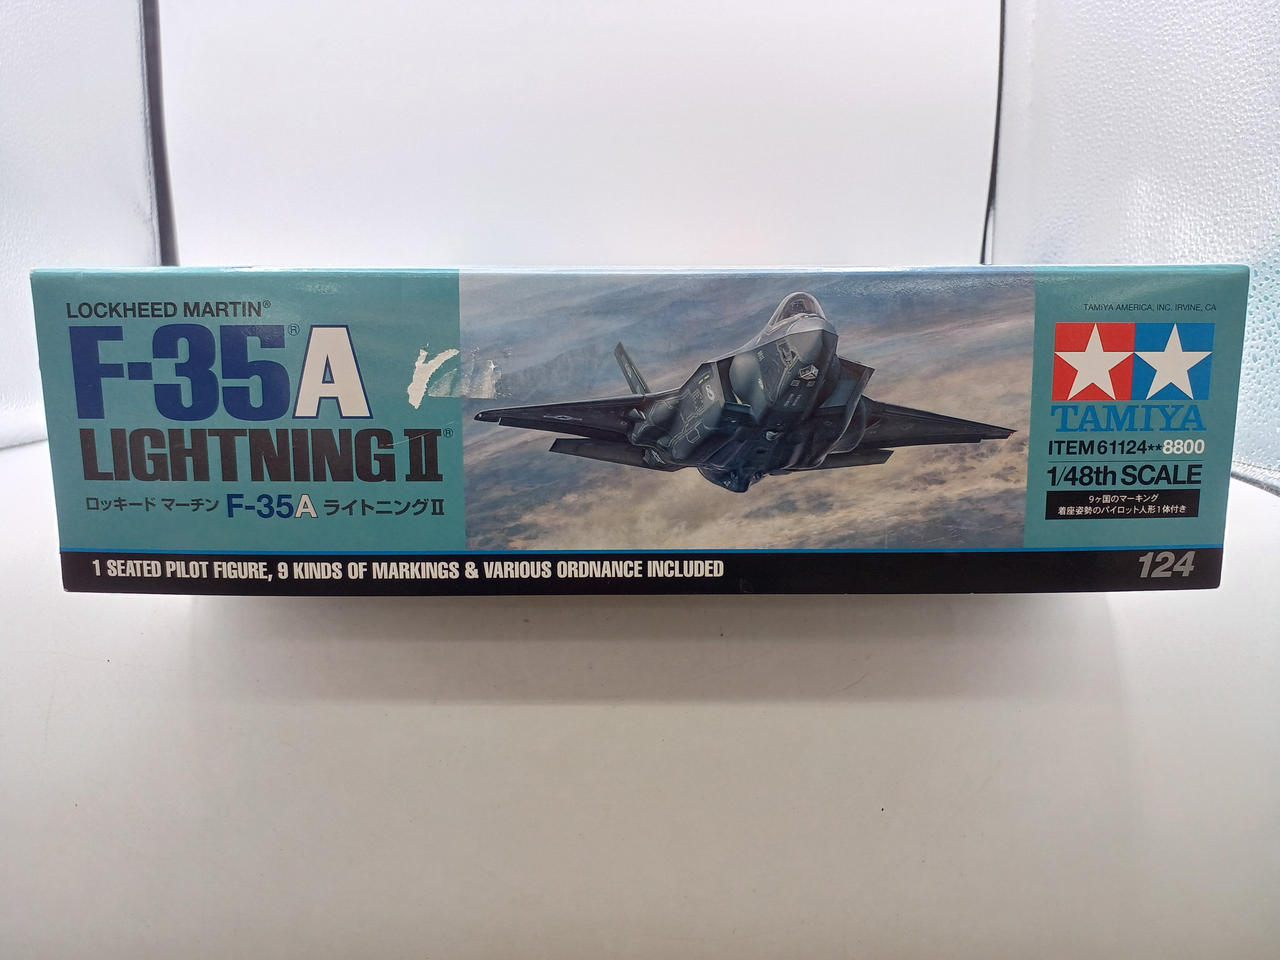 LOCKHEED MARTIN®
F-35®A
LIGHTNING II®
ロッキード マーチン F-35A ライトニングII
1 SEATED PILOT FIGURE, 9 KINDS OF MARKINGS & VARIOUS ORDNANCE INCLUDED
TAMIYA AMERICA, INC. IRVINE, CA
TAMIYA
ITEM 61124**8800
1/48th SCALE
9ヶ国のマーキング
着座姿勢のパイロット人形1体付き
124